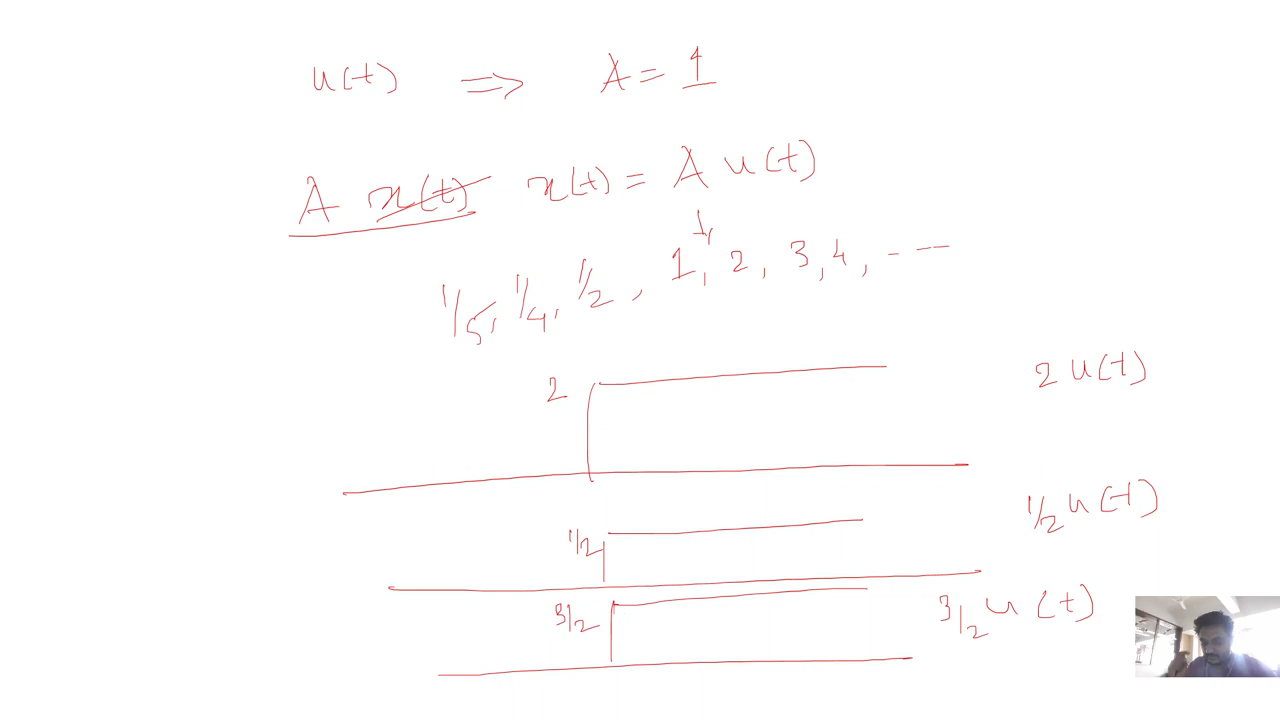 u(t) ⇒ A = 1
A x(t) x(t) = A u(t)
1/5, 1/4, 1/2, 1, 2, 3, 4, - --
2 2 u(t)
1/2 1/2 u(t)
3/2 3/2 u(t)